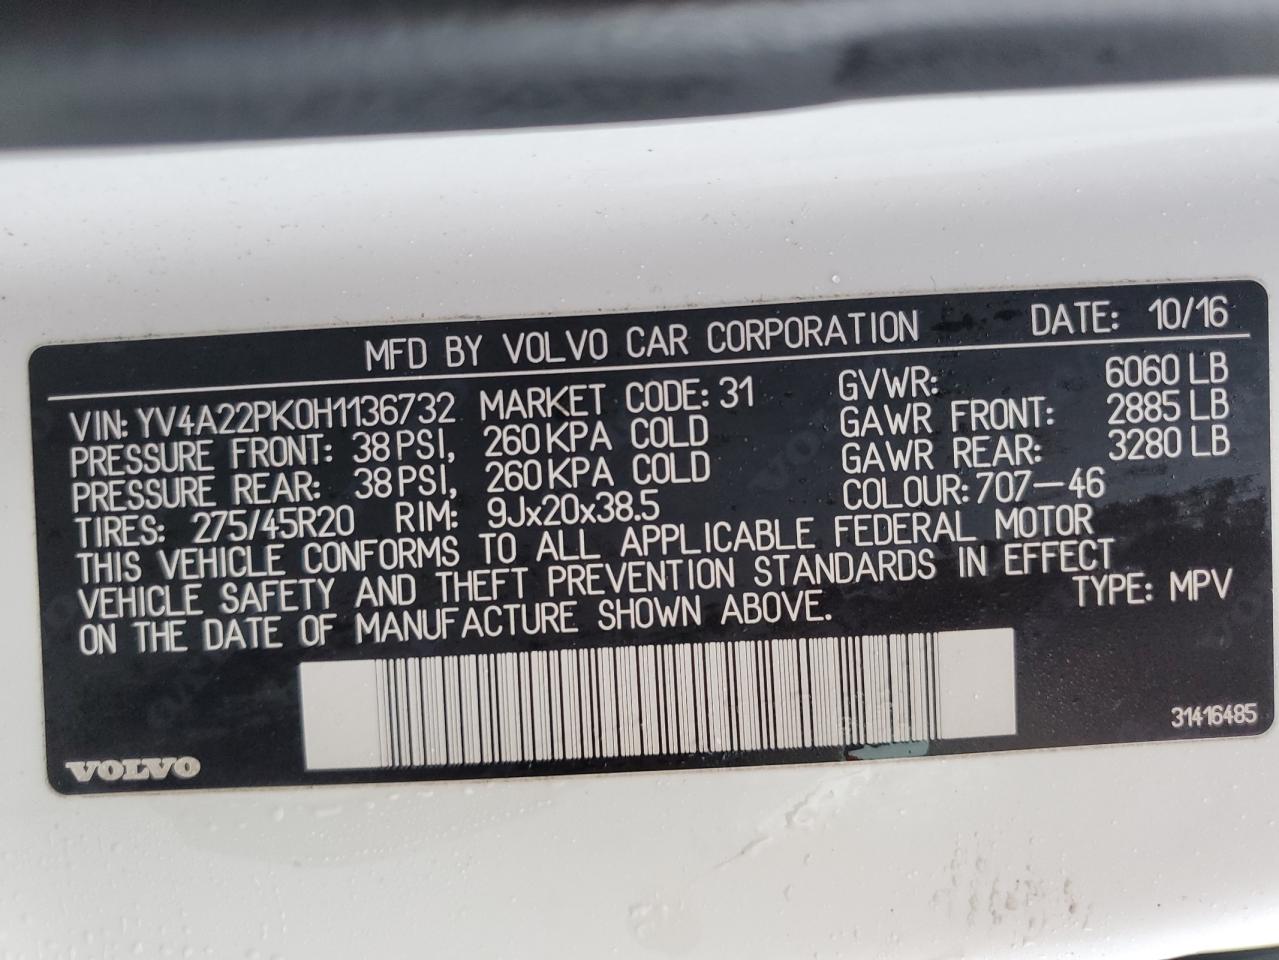 MFD BY VOLVO CAR CORPORATION DATE: 10/16
VIN: YV4A22PK0H1136732 MARKET CODE: 31 GVWR: 6060 LB
PRESSURE FRONT: 38 PSI, 260 KPA COLD GAWR FRONT: 2885 LB
PRESSURE REAR: 38 PSI, 260 KPA COLD GAWR REAR: 3280 LB
TIRES: 275/45R20 RIM: 9Jx20x38.5 COLOUR: 707-46
THIS VEHICLE CONFORMS TO ALL APPLICABLE FEDERAL MOTOR
VEHICLE SAFETY AND THEFT PREVENTION STANDARDS IN EFFECT
ON THE DATE OF MANUFACTURE SHOWN ABOVE. TYPE: MPV
31416485
VOLVO